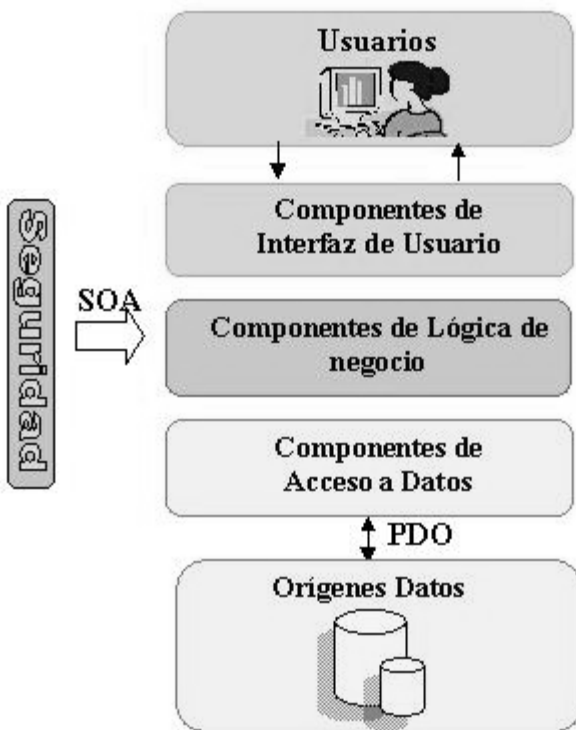 Usuarios
Componentes de
Interfaz de Usuario
Seguridad
SOA
Componentes de Lógica de
negocio
Componentes de
Acceso a Datos
PDO
Orígenes Datos